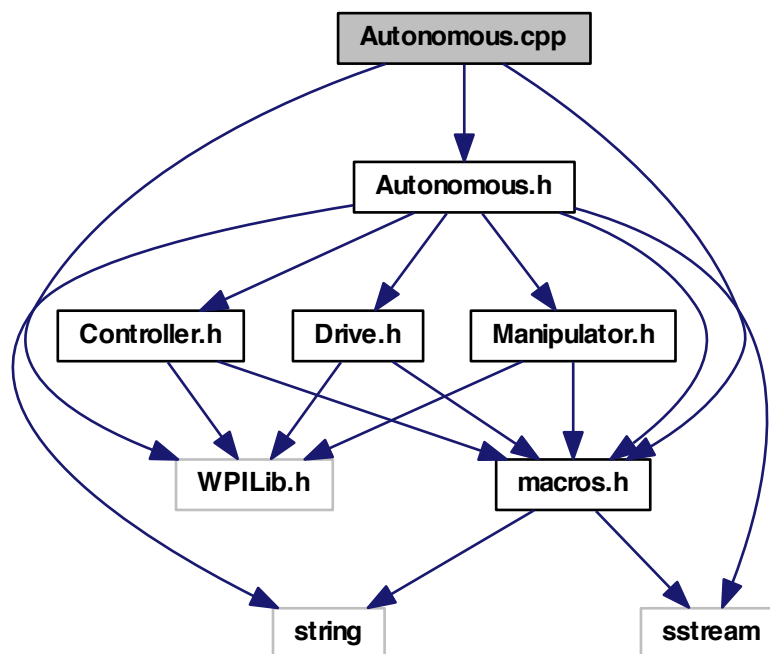 Autonomous.cpp
Autonomous.h
Controller.h
Drive.h
Manipulator.h
WPILib.h
macros.h
string
sstream